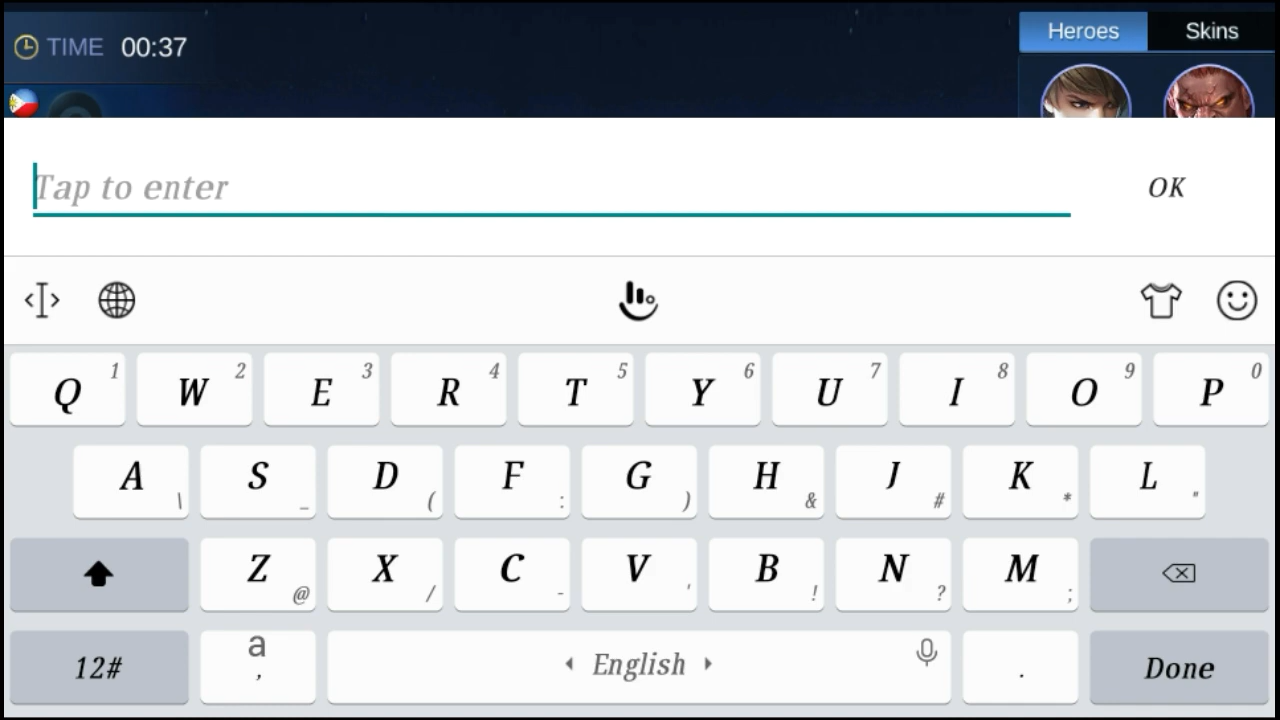 TIME 00:37
Heroes Skins
Tap to enter
OK
Q 1 W 2 E 3 R 4 T 5 Y 6 U 7 I 8 O 9 P 0
A \ S _ D ( F : G ) H & J # K * L "
Z @ X / C - V ' B ! N ? M ;
12# a , English . Done